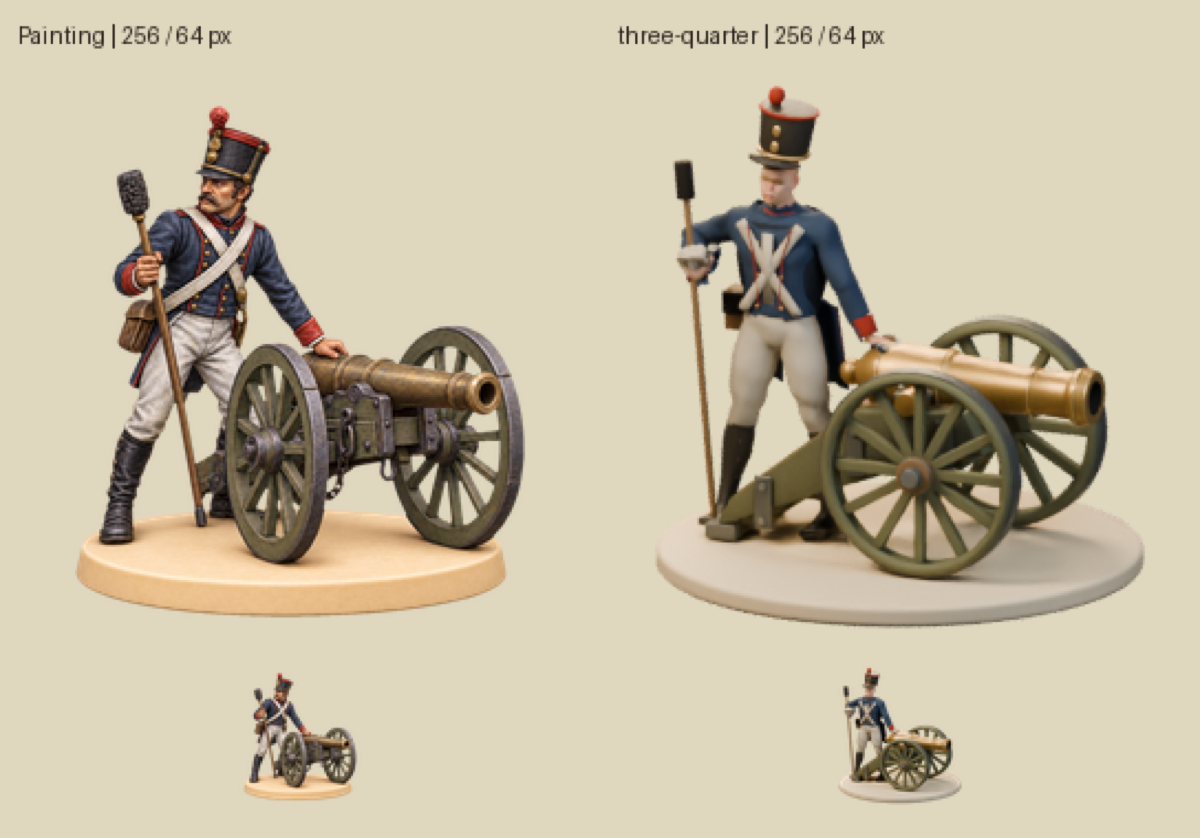 Painting | 256 / 64 px
three-quarter | 256 / 64 px